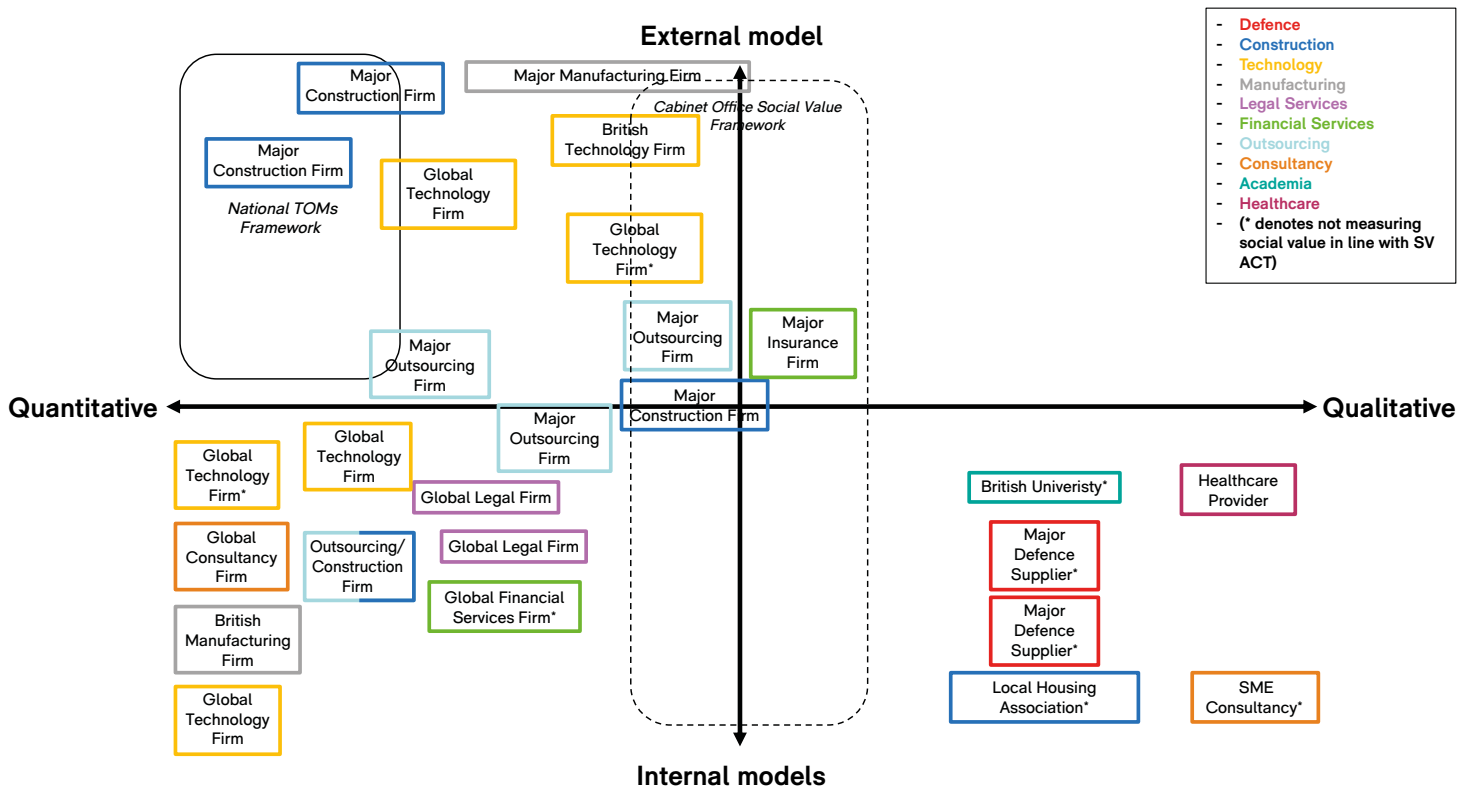 External model
Major
Construction Firm
Major Manufacturing Firm
Cabinet Office Social Value
Framework
British
Technology Firm
Major
Construction Firm
Global
Technology
Firm
National TOMs
Framework
Global
Technology
Firm*
Major
Outsourcing
Firm
Major
Outsourcing
Firm
Major
Insurance
Firm
Quantitative
Major
Construction Firm
Qualitative
Major
Outsourcing
Firm
Global
Technology
Firm*
Global
Technology
Firm
Global Legal Firm
British Univeristy*
Healthcare
Provider
Global
Consultancy
Firm
Outsourcing/
Construction
Firm
Global Legal Firm
Major
Defence
Supplier*
Global Financial
Services Firm*
British
Manufacturing
Firm
Major
Defence
Supplier*
Global
Technology
Firm
Local Housing
Association*
SME
Consultancy*
Internal models
- Defence
- Construction
- Technology
- Manufacturing
- Legal Services
- Financial Services
- Outsourcing
- Consultancy
- Academia
- Healthcare
- (* denotes not measuring
social value in line with SV
ACT)